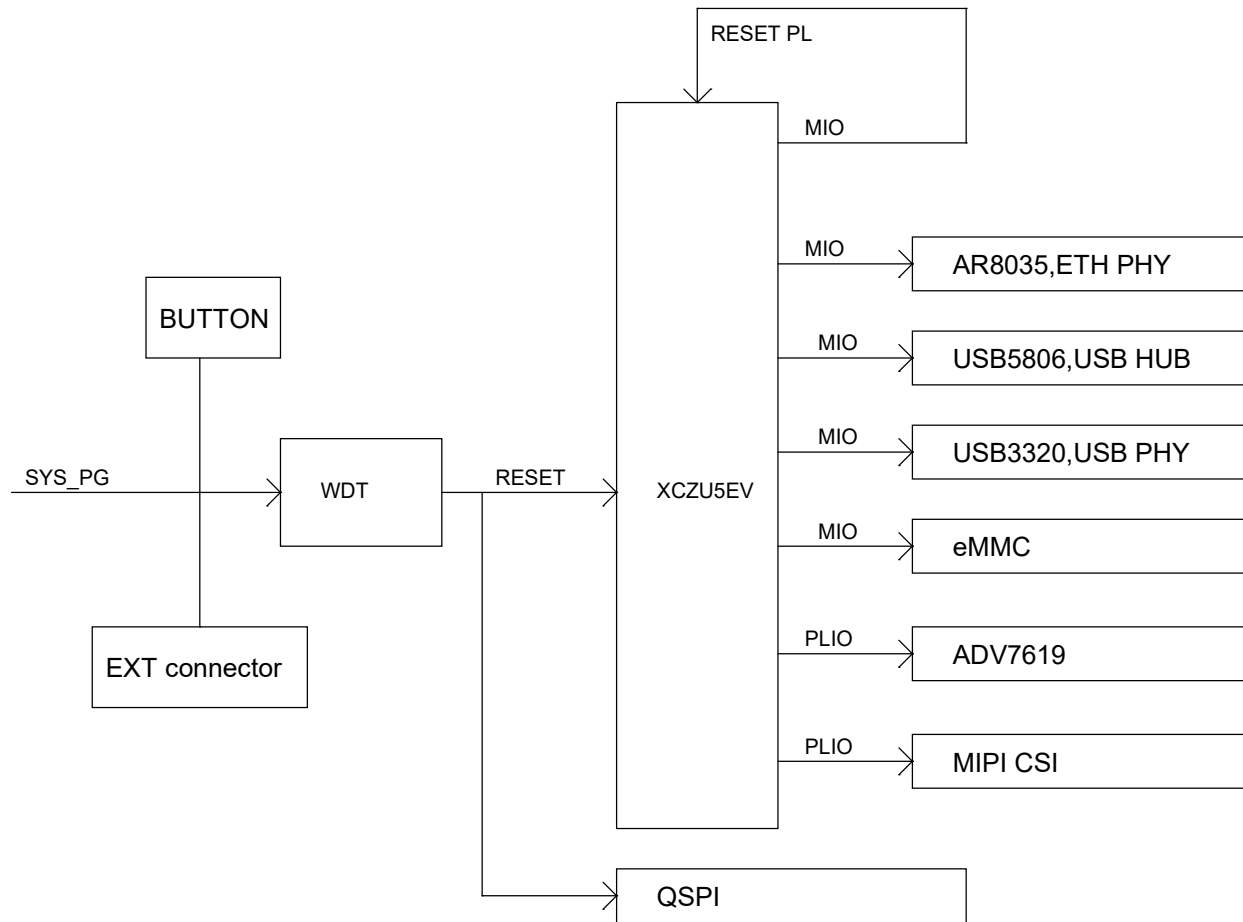 RESET PL
MIO
MIO
AR8035,ETH PHY
BUTTON
MIO
USB5806,USB HUB
MIO
USB3320,USB PHY
SYS_PG
WDT
RESET
XCZU5EV
MIO
eMMC
EXT connector
PLIO
ADV7619
PLIO
MIPI CSI
QSPI